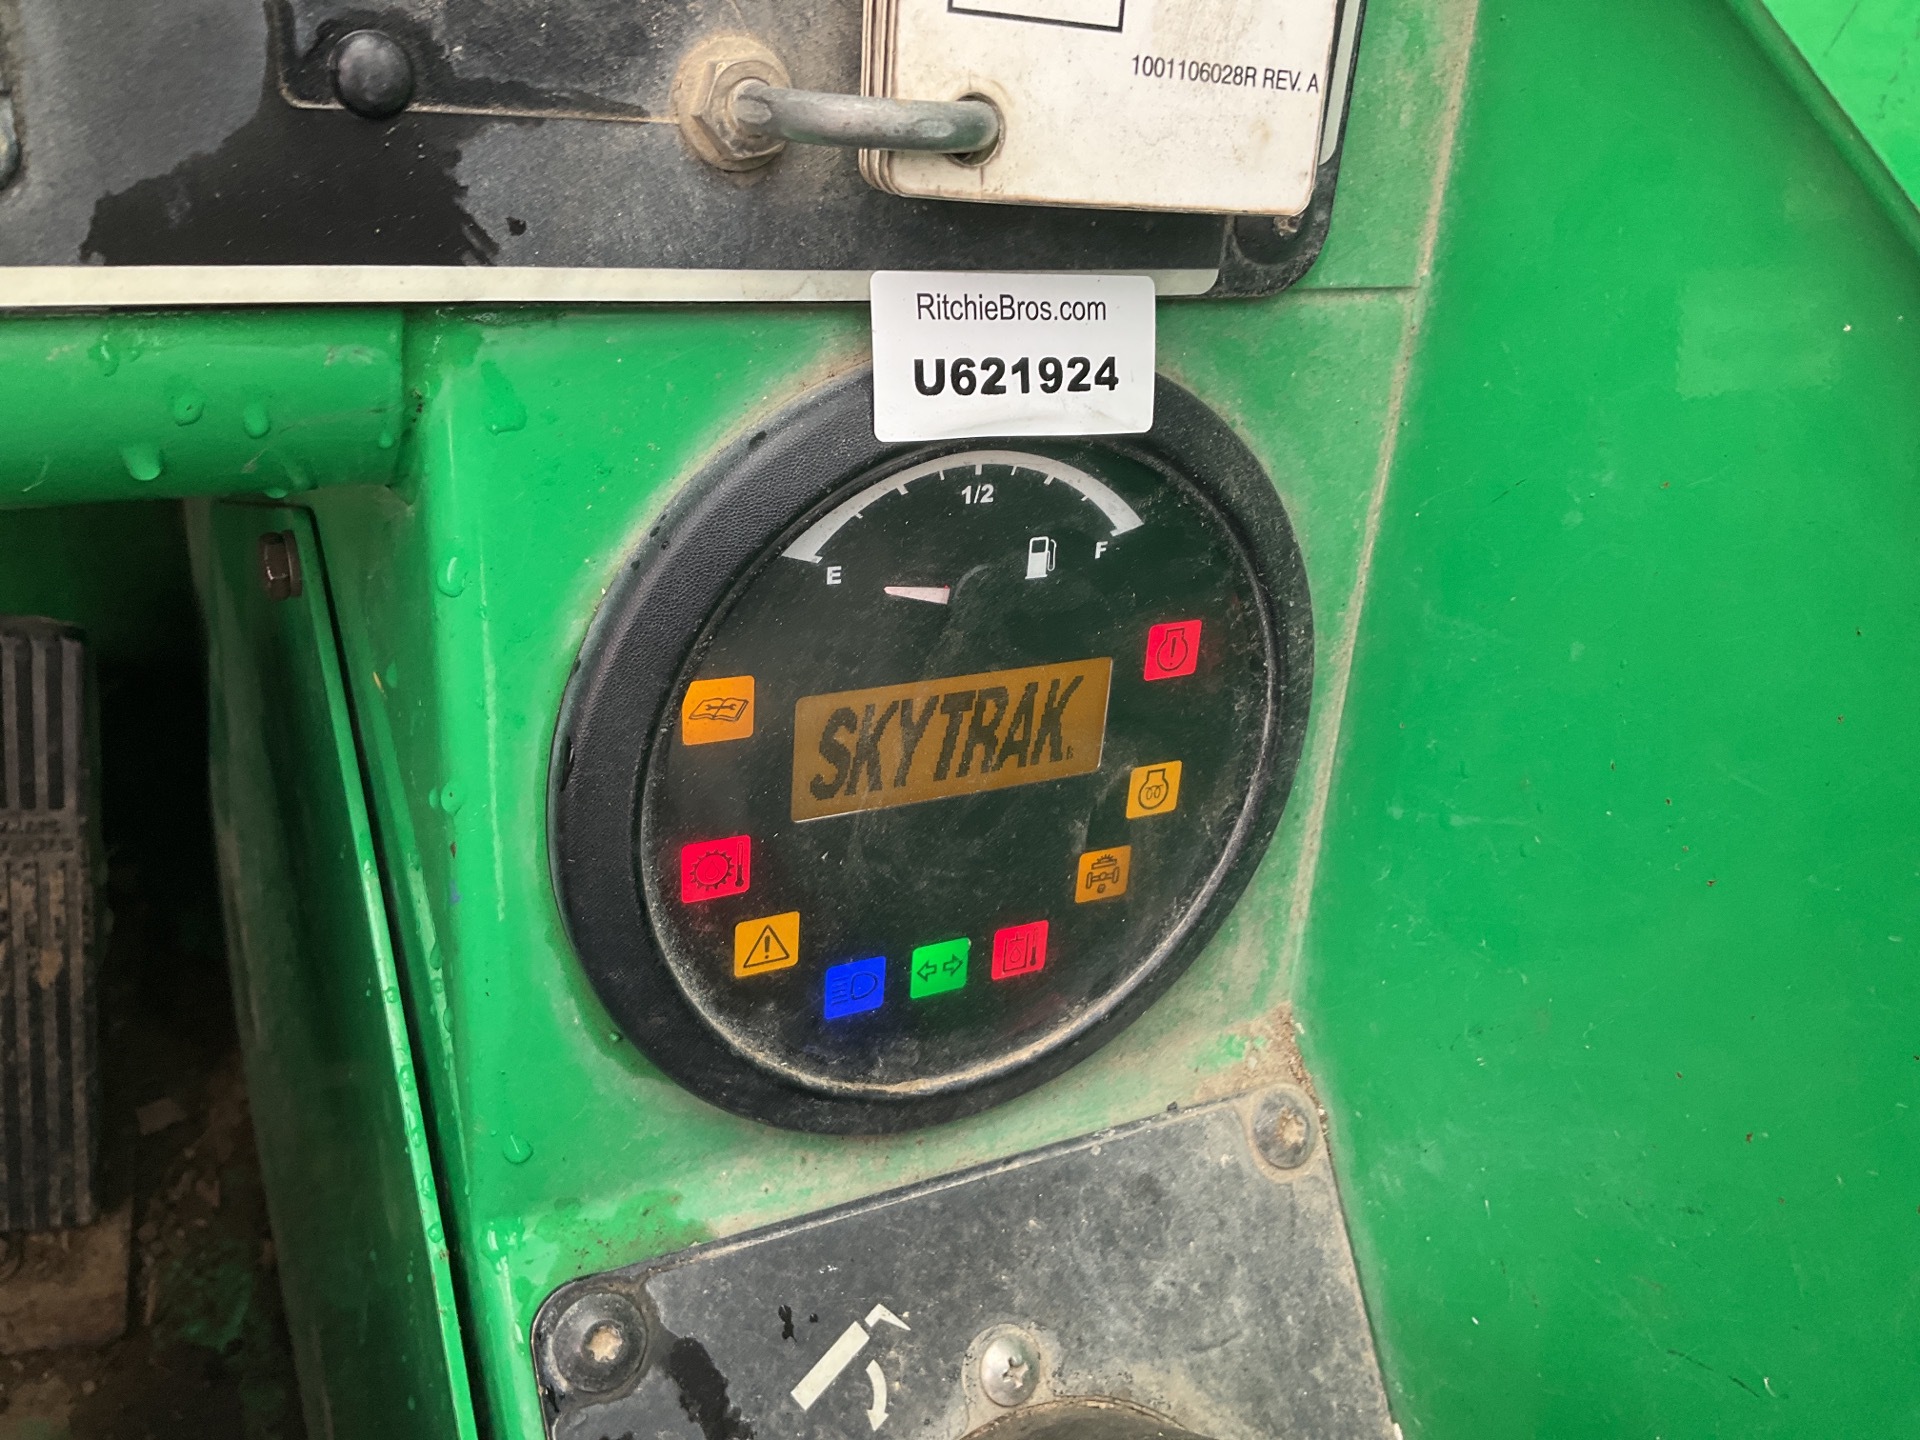 1001106028R REV. A
RitchieBros.com
U621924
1/2
E
F
SKYTRAK